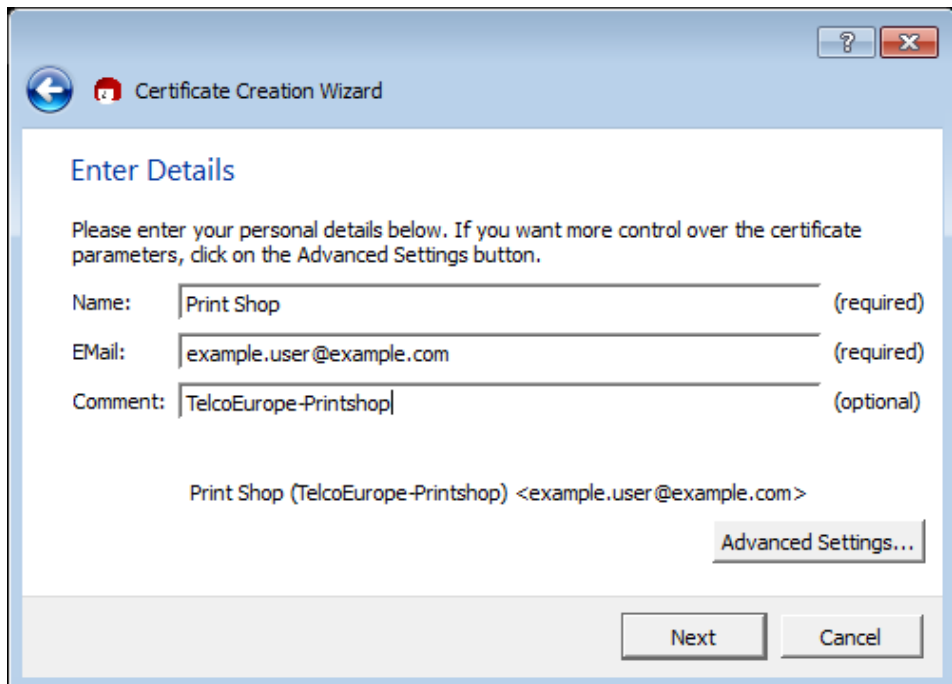 ?
Certificate Creation Wizard
Enter Details
Please enter your personal details below. If you want more control over the certificate
parameters, click on the Advanced Settings button.
Name: Print Shop (required)
EMail: example.user@example.com (required)
Comment: TelcoEurope-Printshop (optional)
Print Shop (TelcoEurope-Printshop) <example.user@example.com>
Advanced Settings...
Next Cancel